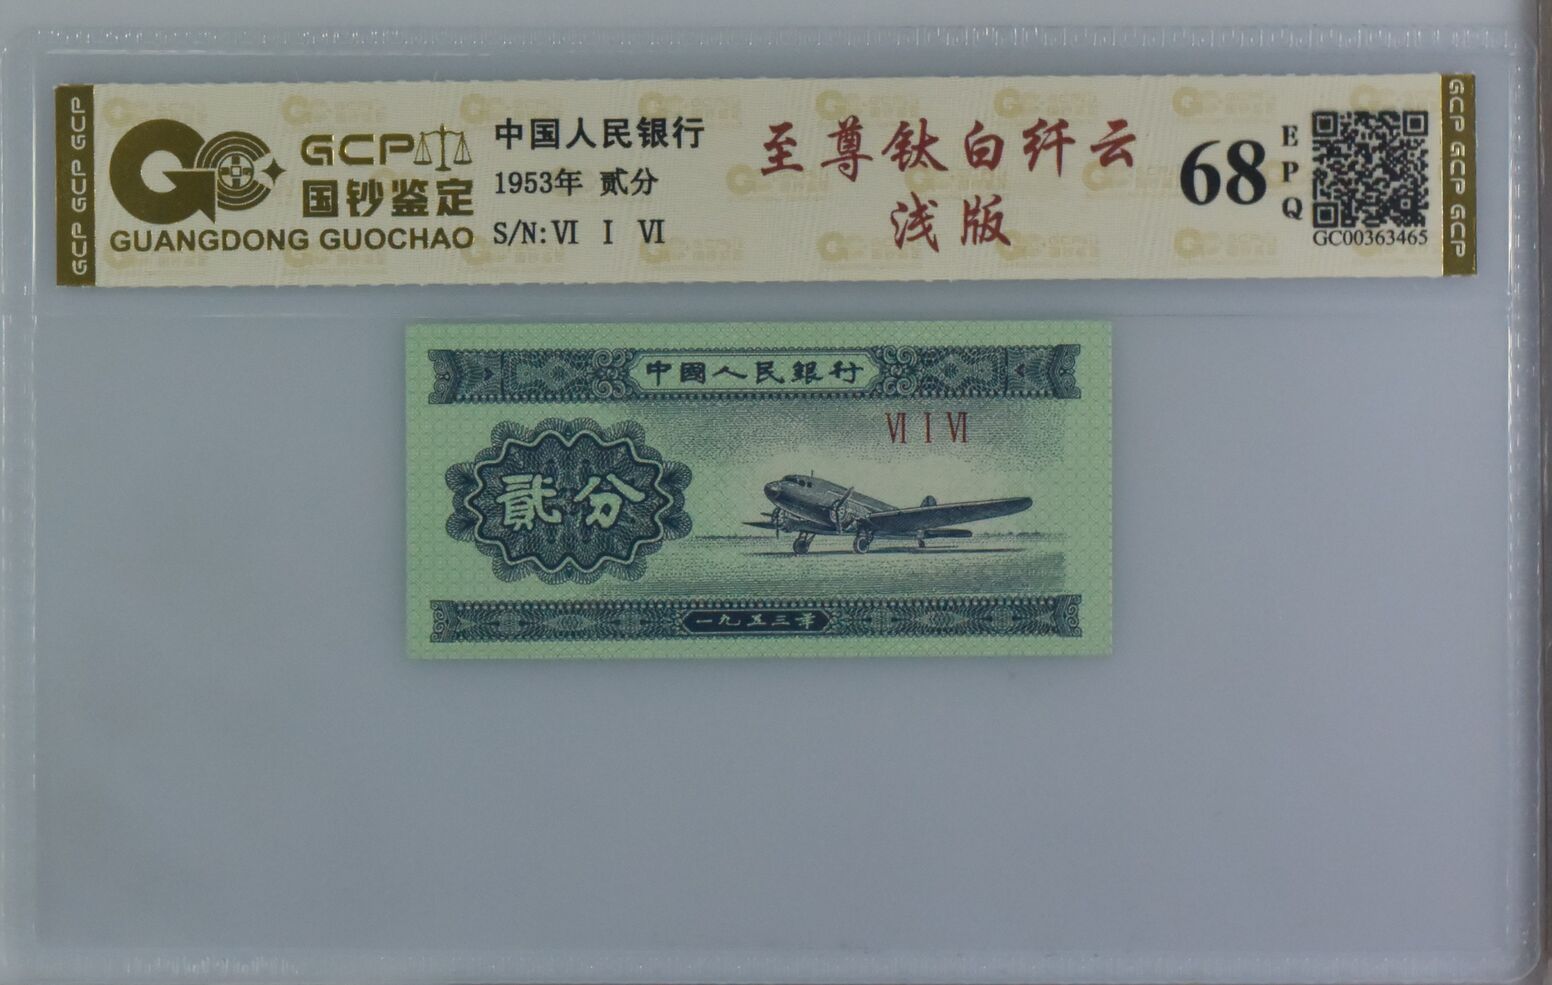 GCP GCP GCP
GCP
国钞鉴定
GUANGDONG GUOCHAO
中国人民银行
1953年 贰分
S/N:Ⅵ Ⅰ Ⅵ
至尊钛白纤云
浅版
68
EPQ
GC00363465
GCP GCP GCP
中國人民銀行
Ⅵ Ⅰ Ⅵ
貳分
一九五三年